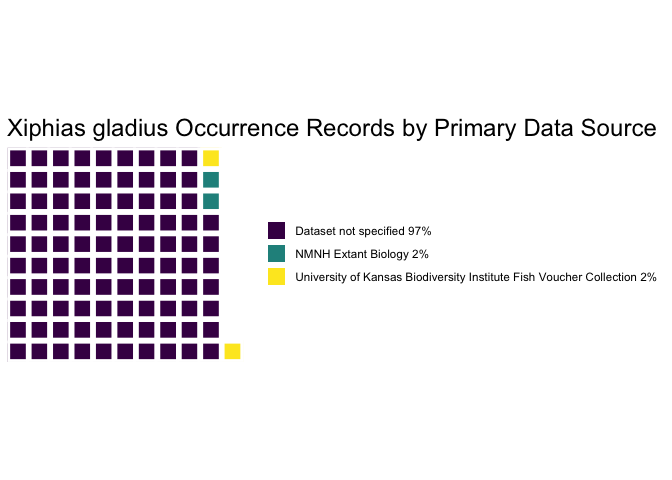 Xiphias gladius Occurrence Records by Primary Data Source
Dataset not specified 97%
NMNH Extant Biology 2%
University of Kansas Biodiversity Institute Fish Voucher Collection 2%